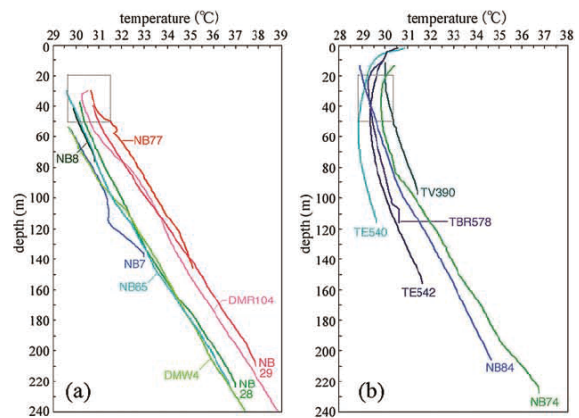 temperature (℃)
29 30 31 32 33 34 35 36 37 38 39
depth (m)
0
20
40
60
80
100
120
140
160
180
200
220
240
NB77
NB8
NB7
NB65
DMR104
DMW4
NB
29
NB
28
(a)
temperature (℃)
28 29 30 31 32 33 34 35 36 37 38
depth (m)
0
20
40
60
80
100
120
140
160
180
200
220
240
TV390
TBR578
TE540
TE542
NB84
NB74
(b)